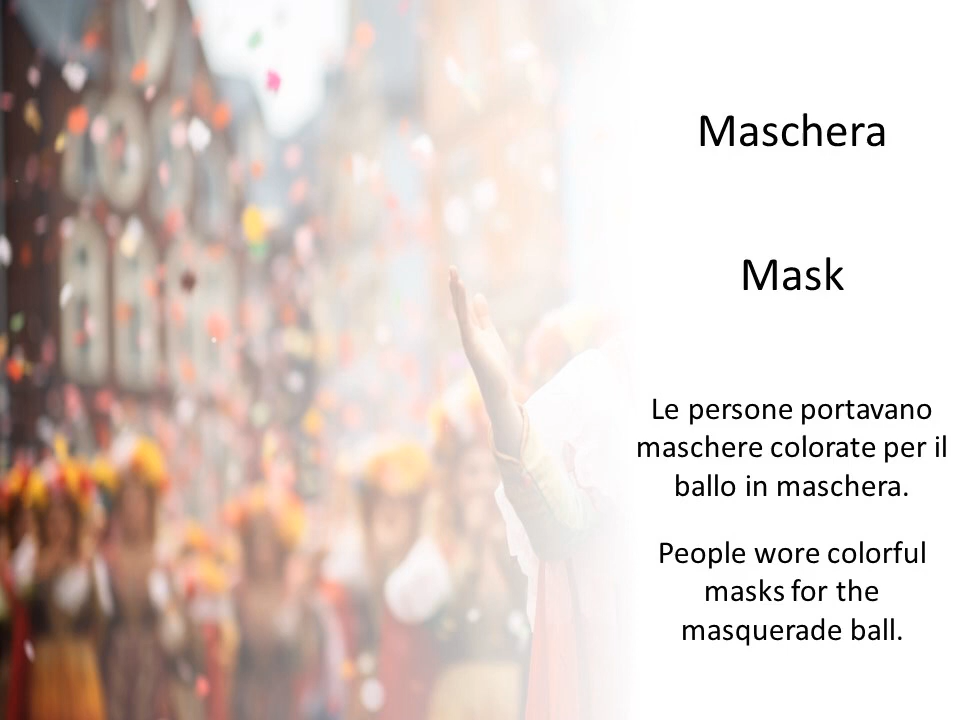 Maschera
Mask
Le persone portavano
maschere colorate per il
ballo in maschera.
People wore colorful
masks for the
masquerade ball.